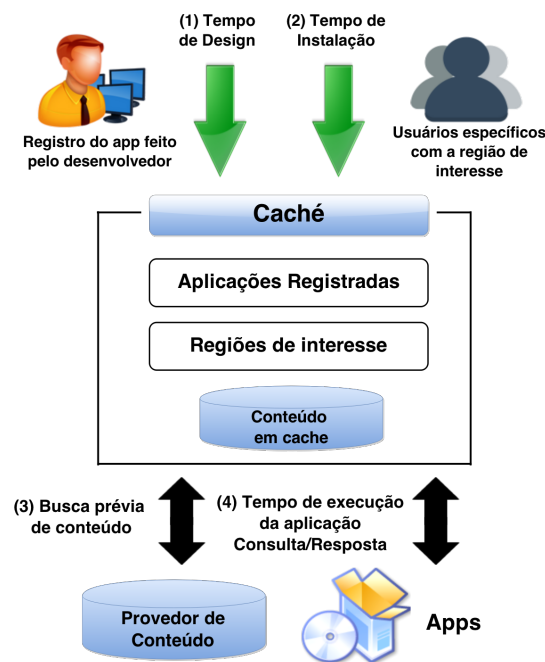 (1) Tempo
de Design
(2) Tempo de
Instalação
Registro do app feito
pelo desenvolvedor
Usuários específicos
com a região de
interesse
Caché
Aplicações Registradas
Regiões de interesse
Conteúdo
em cache
(3) Busca prévia
de conteúdo
(4) Tempo de execução
da aplicação
Consulta/Resposta
Provedor de
Conteúdo
Apps